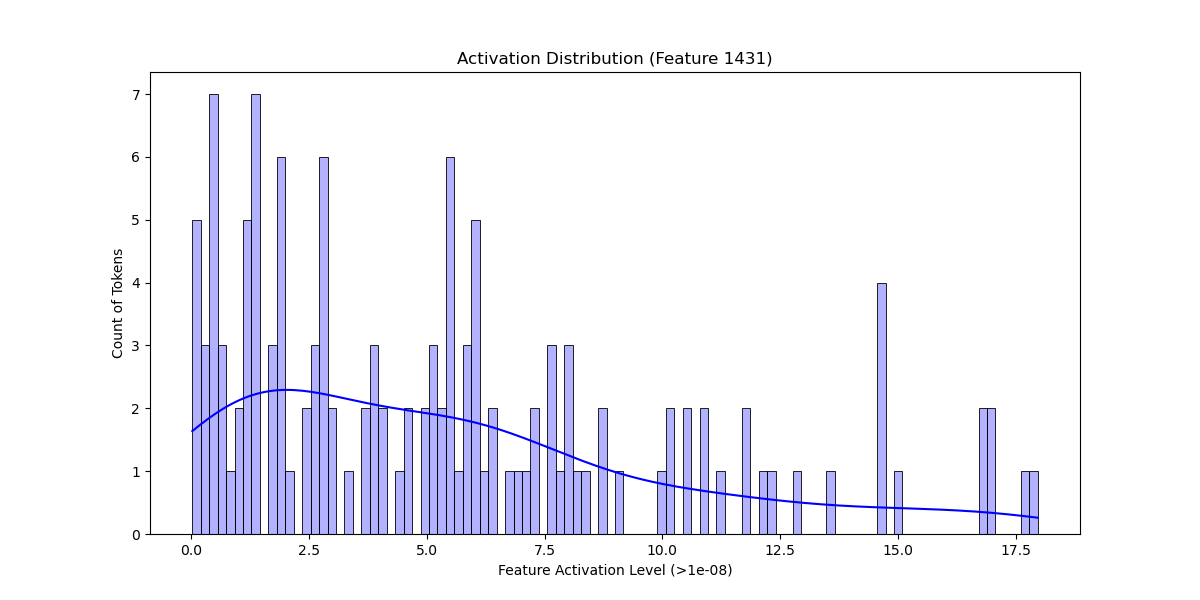 Activation Distribution (Feature 1431)
7
6
5
4
3
2
1
0
Count of Tokens
0.0 2.5 5.0 7.5 10.0 12.5 15.0 17.5
Feature Activation Level (>1e-08)